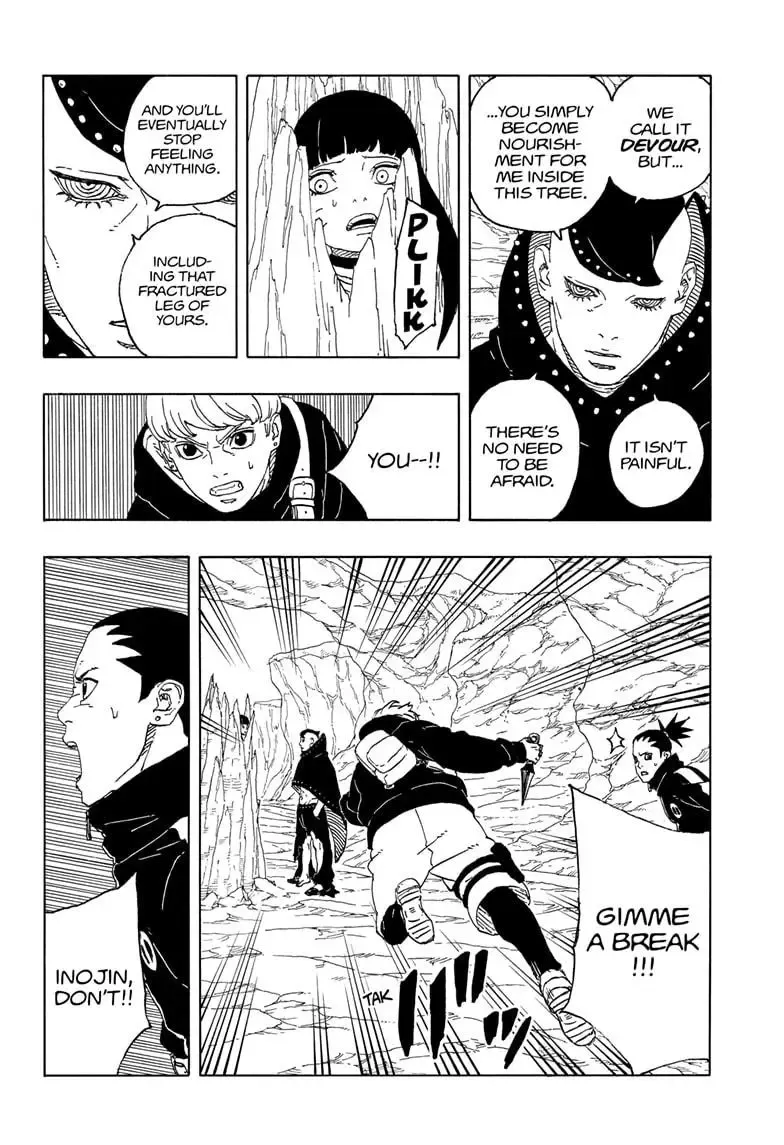 WE
CALL IT
DEVOUR,
BUT...
...YOU SIMPLY
BECOME
NOURISH-
MENT FOR
ME INSIDE
THIS TREE.
IT ISN'T
PAINFUL.
THERE'S
NO NEED
TO BE
AFRAID.
PLIKK
AND YOU'LL
EVENTUALLY
STOP
FEELING
ANYTHING.
INCLUD-
ING THAT
FRACTURED
LEG OF
YOURS.
YOU--!!
GIMME
A BREAK
!!!
TAK
INOJIN,
DON'T!!